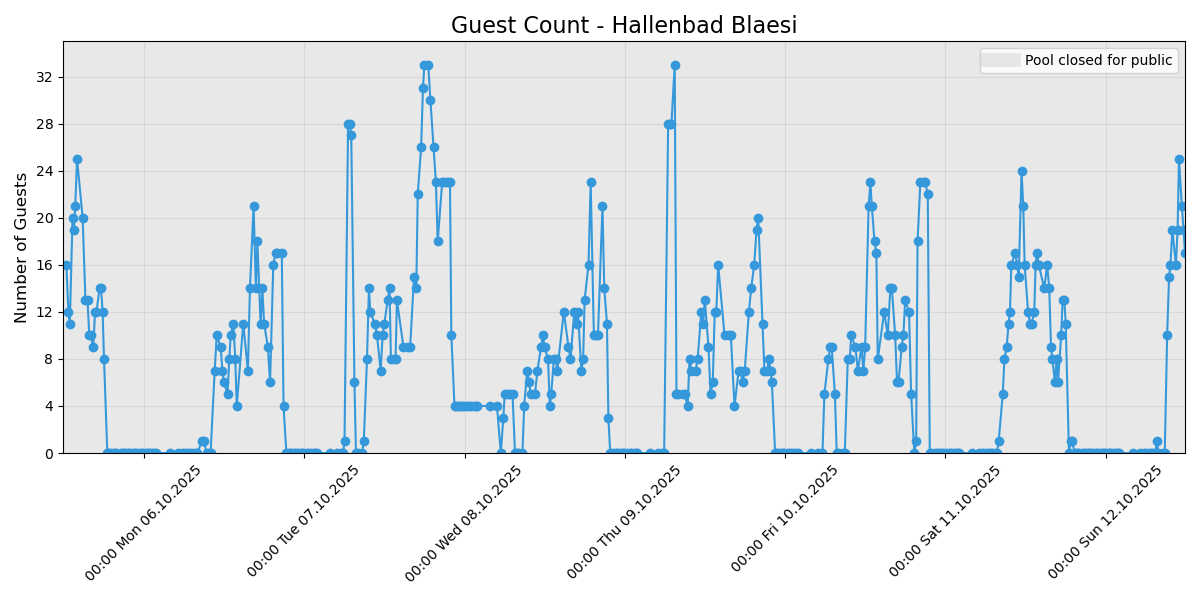 Guest Count - Hallenbad Blaesi
Pool closed for public
Number of Guests
32
28
24
20
16
12
8
4
0
00:00 Mon 06.10.2025
00:00 Tue 07.10.2025
00:00 Wed 08.10.2025
00:00 Thu 09.10.2025
00:00 Fri 10.10.2025
00:00 Sat 11.10.2025
00:00 Sun 12.10.2025